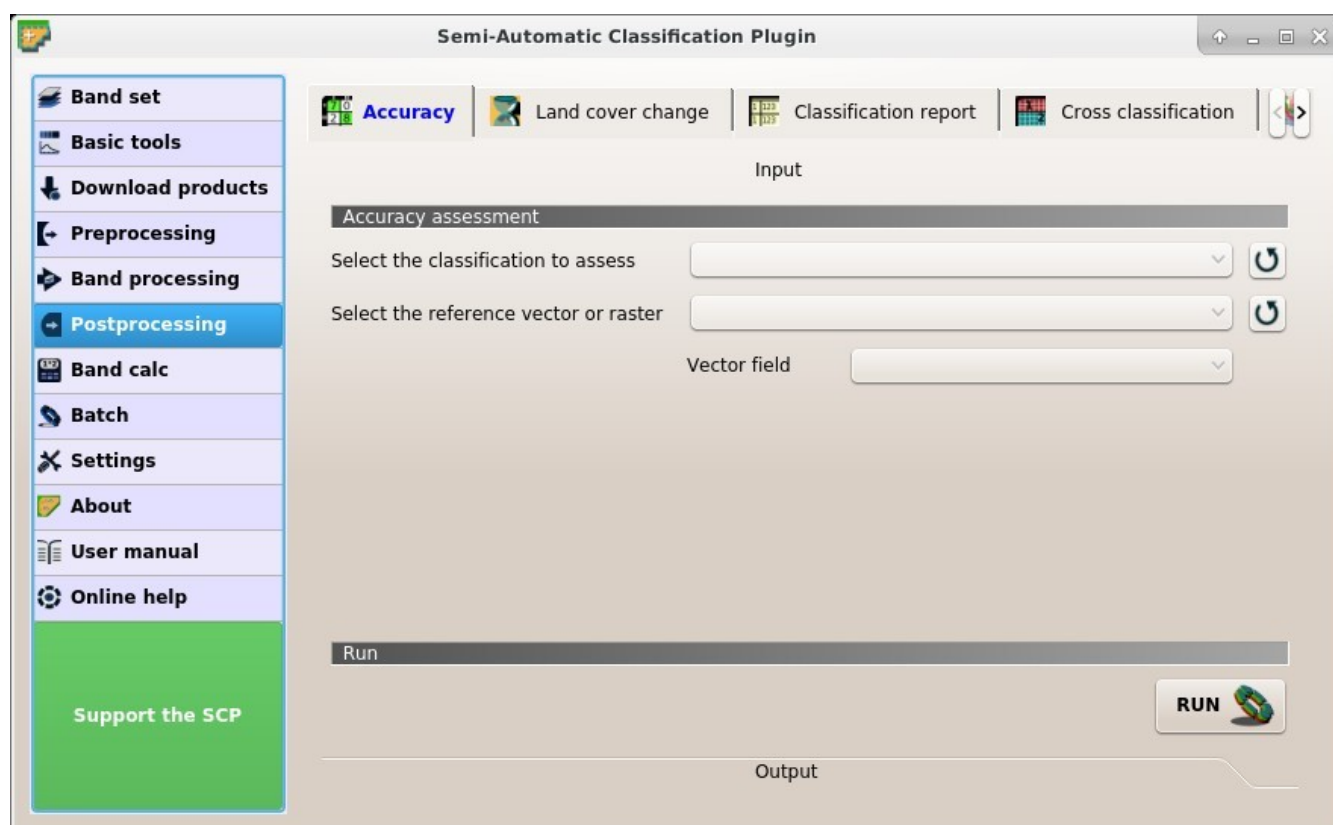 Semi-Automatic Classification Plugin
Band set
Basic tools
Download products
Preprocessing
Band processing
Postprocessing
Band calc
Batch
Settings
About
User manual
Online help
Support the SCP
Accuracy
Land cover change
Classification report
Cross classification
Input
Accuracy assessment
Select the classification to assess
Select the reference vector or raster
Vector field
Run
RUN
Output